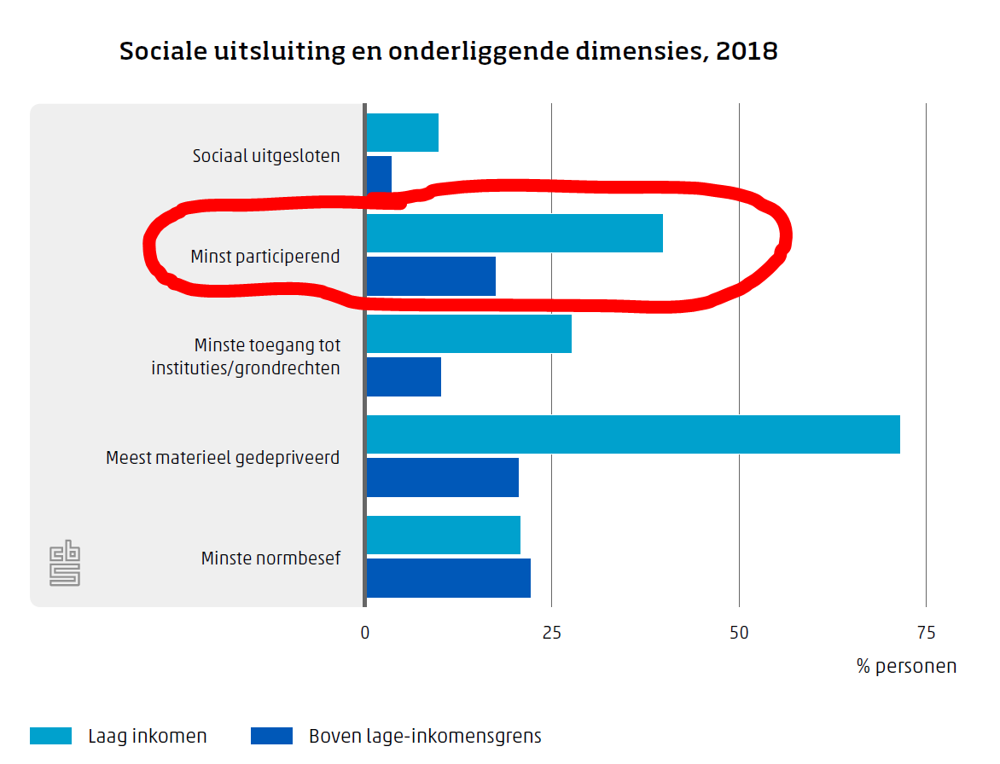 Sociale uitsluiting en onderliggende dimensies, 2018
Sociaal uitgesloten
Minst participerend
Minste toegang tot
instituties/grondrechten
Meest materieel gedepriveerd
Minste normbesef
cbs
0 25 50 75
% personen
Laag inkomen Boven lage-inkomensgrens